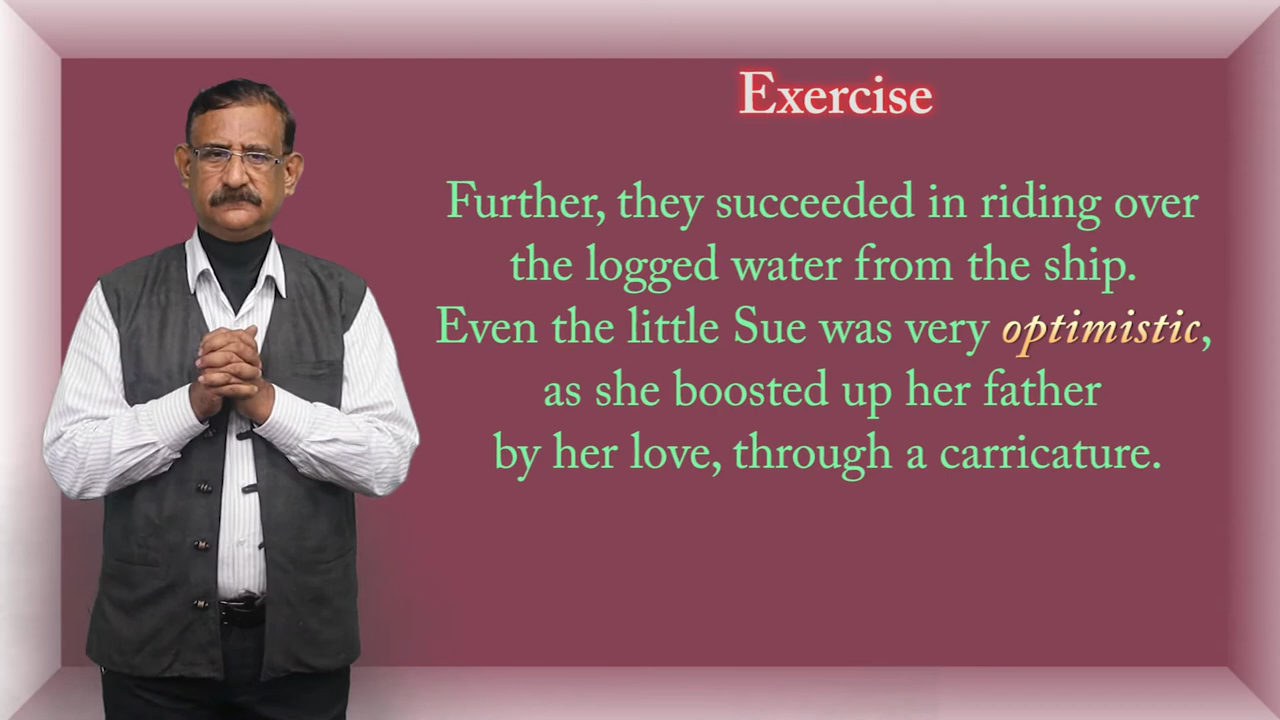 Exercise
Further, they succeeded in riding over
the logged water from the ship.
Even the little Sue was very optimistic,
as she boosted up her father
by her love, through a carricature.